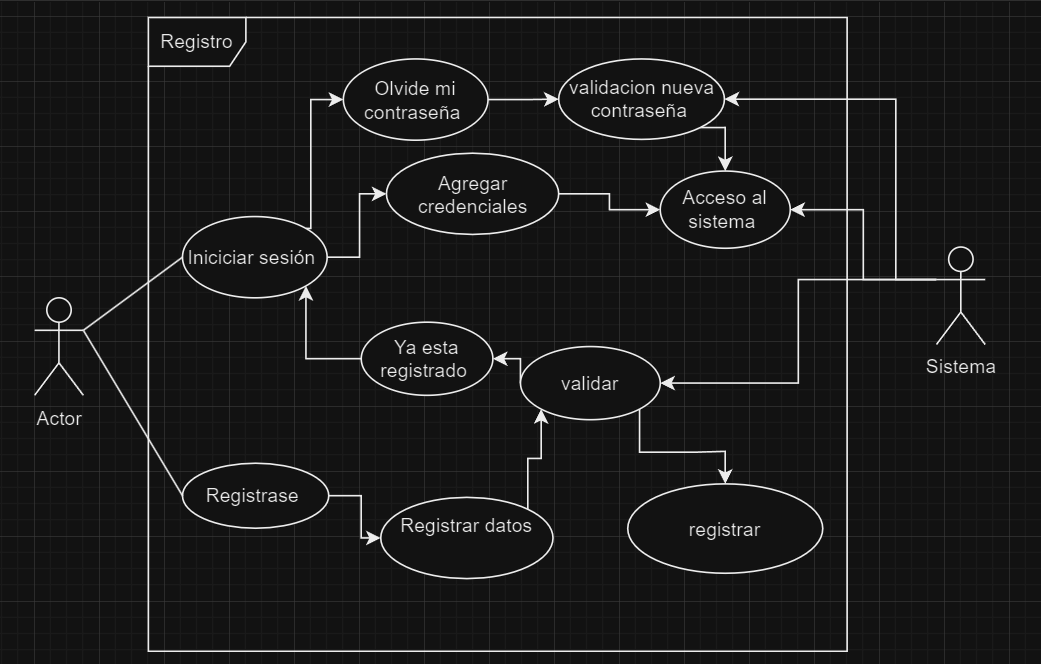 Registro
Olvide mi
contraseña
validacion nueva
contraseña
Agregar
credenciales
Acceso al
sistema
Iniciciar sesión
Ya esta
registrado
validar
Sistema
Actor
Registrase
Registrar datos
registrar